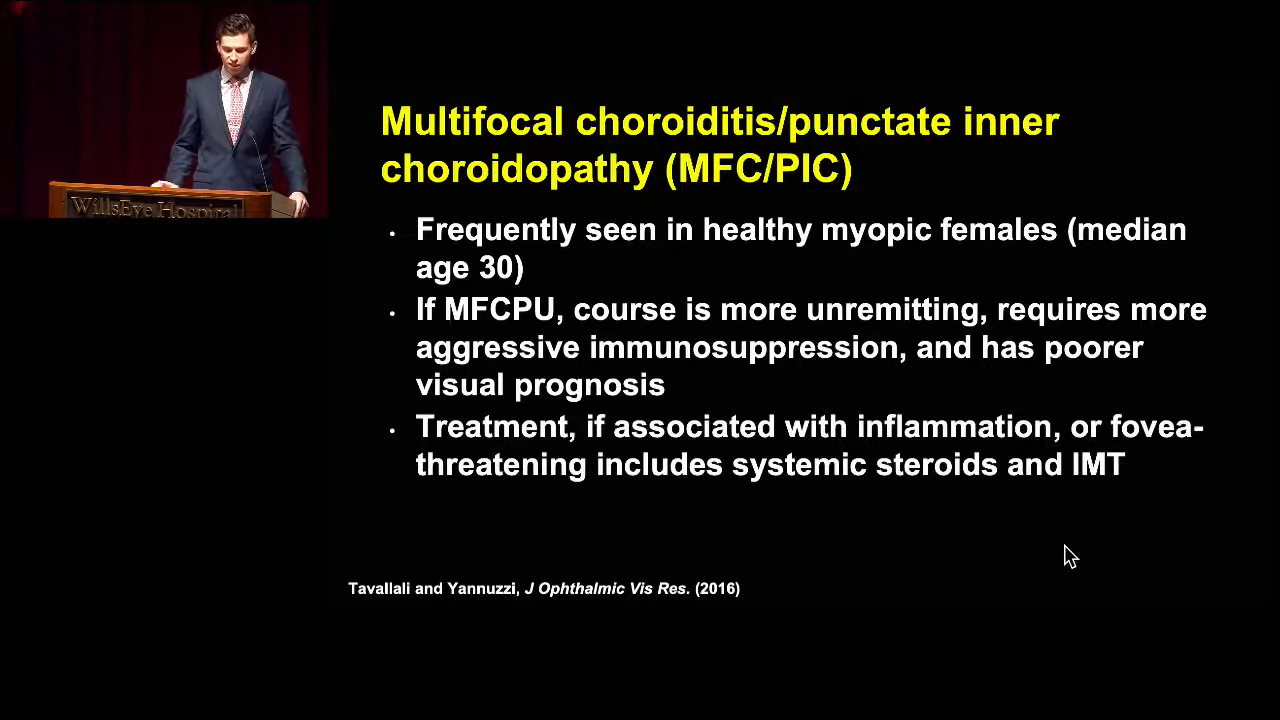 WillsEye Hospital
Multifocal choroiditis/punctate inner
choroidopathy (MFC/PIC)
• Frequently seen in healthy myopic females (median
age 30)
• If MFCPU, course is more unremitting, requires more
aggressive immunosuppression, and has poorer
visual prognosis
• Treatment, if associated with inflammation, or fovea-
threatening includes systemic steroids and IMT
Tavallali and Yannuzzi, J Ophthalmic Vis Res. (2016)